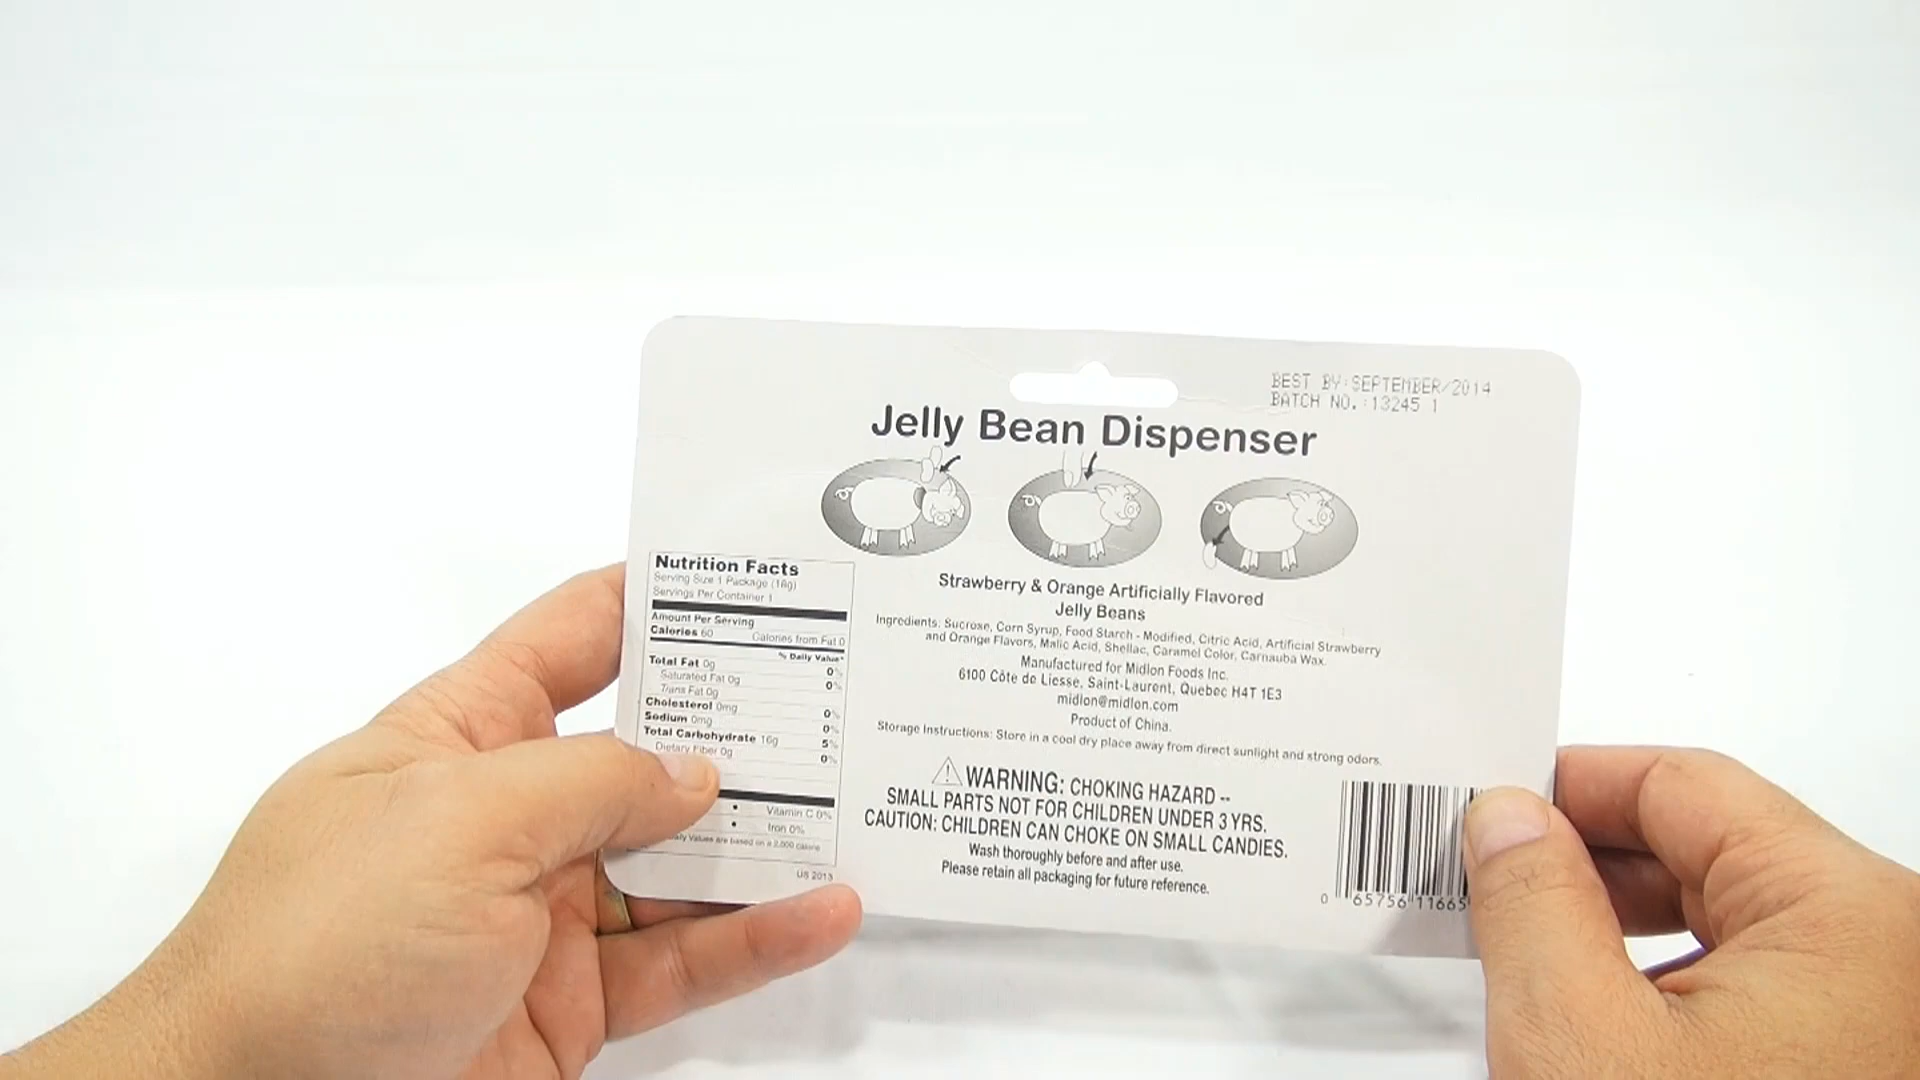 BEST BY:SEPTEMBER/2014
BATCH NO.:13245 1
Jelly Bean Dispenser
Nutrition Facts
Serving Size 1 Package (16g)
Servings Per Container 1
Amount Per Serving
Calories 60 Calories from Fat 0
% Daily Value*
Total Fat 0g 0%
Saturated Fat 0g 0%
Trans Fat 0g
Cholesterol 0mg 0%
Sodium 0mg 0%
Total Carbohydrate 16g 5%
Dietary Fiber 0g 0%
• Vitamin C 0%
• Iron 0%
Daily Values are based on a 2,000 calorie
US 2013
Strawberry & Orange Artificially Flavored
Jelly Beans
Ingredients: Sucrose, Corn Syrup, Food Starch - Modified, Citric Acid, Artificial Strawberry
and Orange Flavors, Malic Acid, Shellac, Caramel Color, Carnauba Wax.
Manufactured for Midlon Foods Inc.
6100 Côte de Liesse, Saint-Laurent, Quebec H4T 1E3
midlon@midlon.com
Product of China.
Storage Instructions: Store in a cool dry place away from direct sunlight and strong odors.
WARNING: CHOKING HAZARD --
SMALL PARTS NOT FOR CHILDREN UNDER 3 YRS.
CAUTION: CHILDREN CAN CHOKE ON SMALL CANDIES.
Wash thoroughly before and after use.
Please retain all packaging for future reference.
0 65756 11665